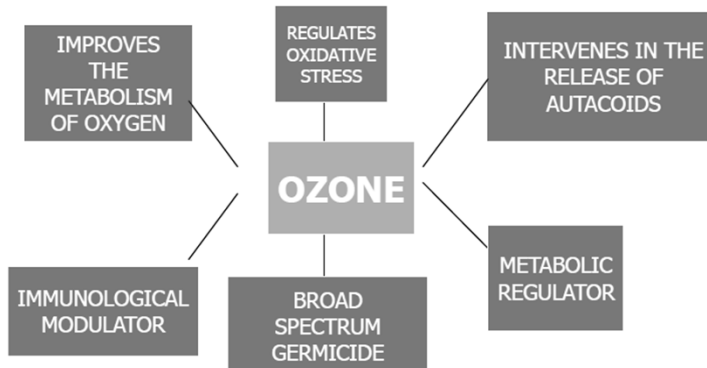 IMPROVES
THE
METABOLISM
OF OXYGEN
REGULATES
OXIDATIVE
STRESS
INTERVENES IN THE
RELEASE OF
AUTACOIDS
OZONE
IMMUNOLOGICAL
MODULATOR
BROAD
SPECTRUM
GERMICIDE
METABOLIC
REGULATOR